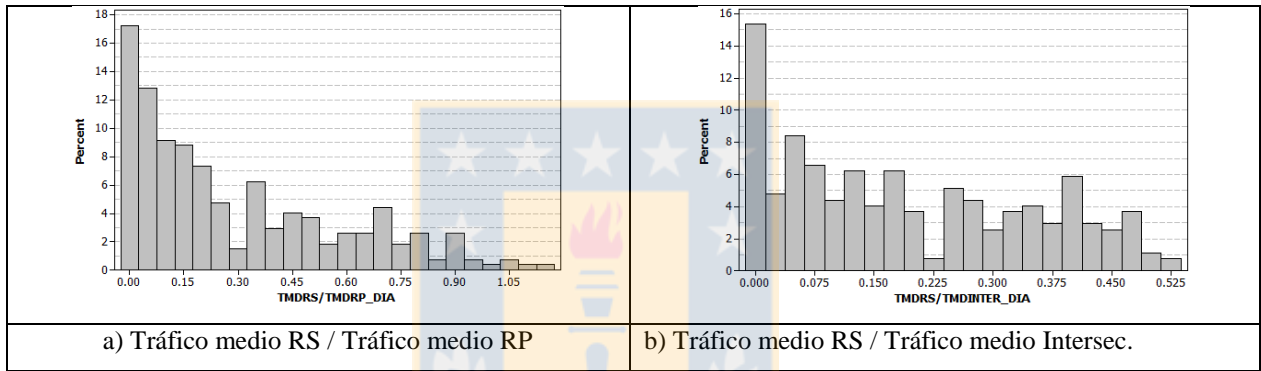 18
16
14
12
10
8
6
4
2
0
Percent
0.00 0.15 0.30 0.45 0.60 0.75 0.90 1.05
TMDRS/TMDRP_DIA
a) Tráfico medio RS / Tráfico medio RP
16
14
12
10
8
6
4
2
0
Percent
0.000 0.075 0.150 0.225 0.300 0.375 0.450 0.525
TMDRS/TMDINTER_DIA
b) Tráfico medio RS / Tráfico medio Intersec.